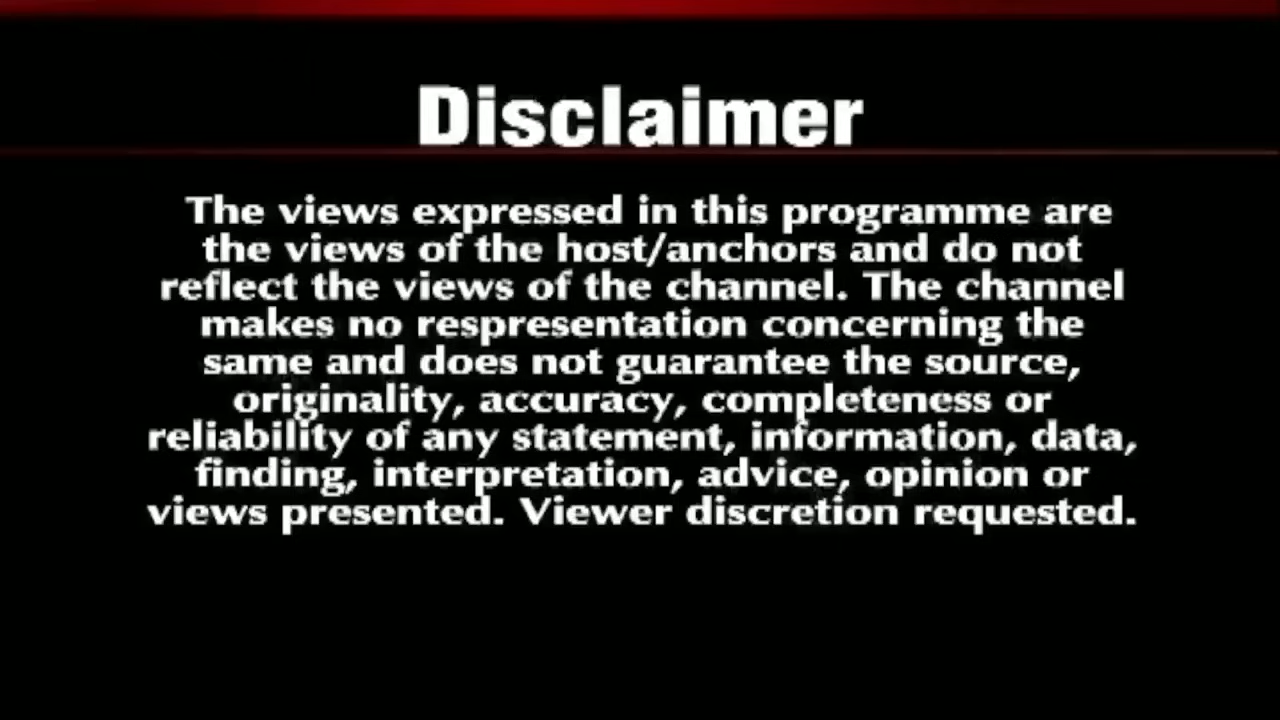 Disclaimer
The views expressed in this programme are
the views of the host/anchors and do not
reflect the views of the channel. The channel
makes no respresentation concerning the
same and does not guarantee the source,
originality, accuracy, completeness or
reliability of any statement, information, data,
finding, interpretation, advice, opinion or
views presented. Viewer discretion requested.